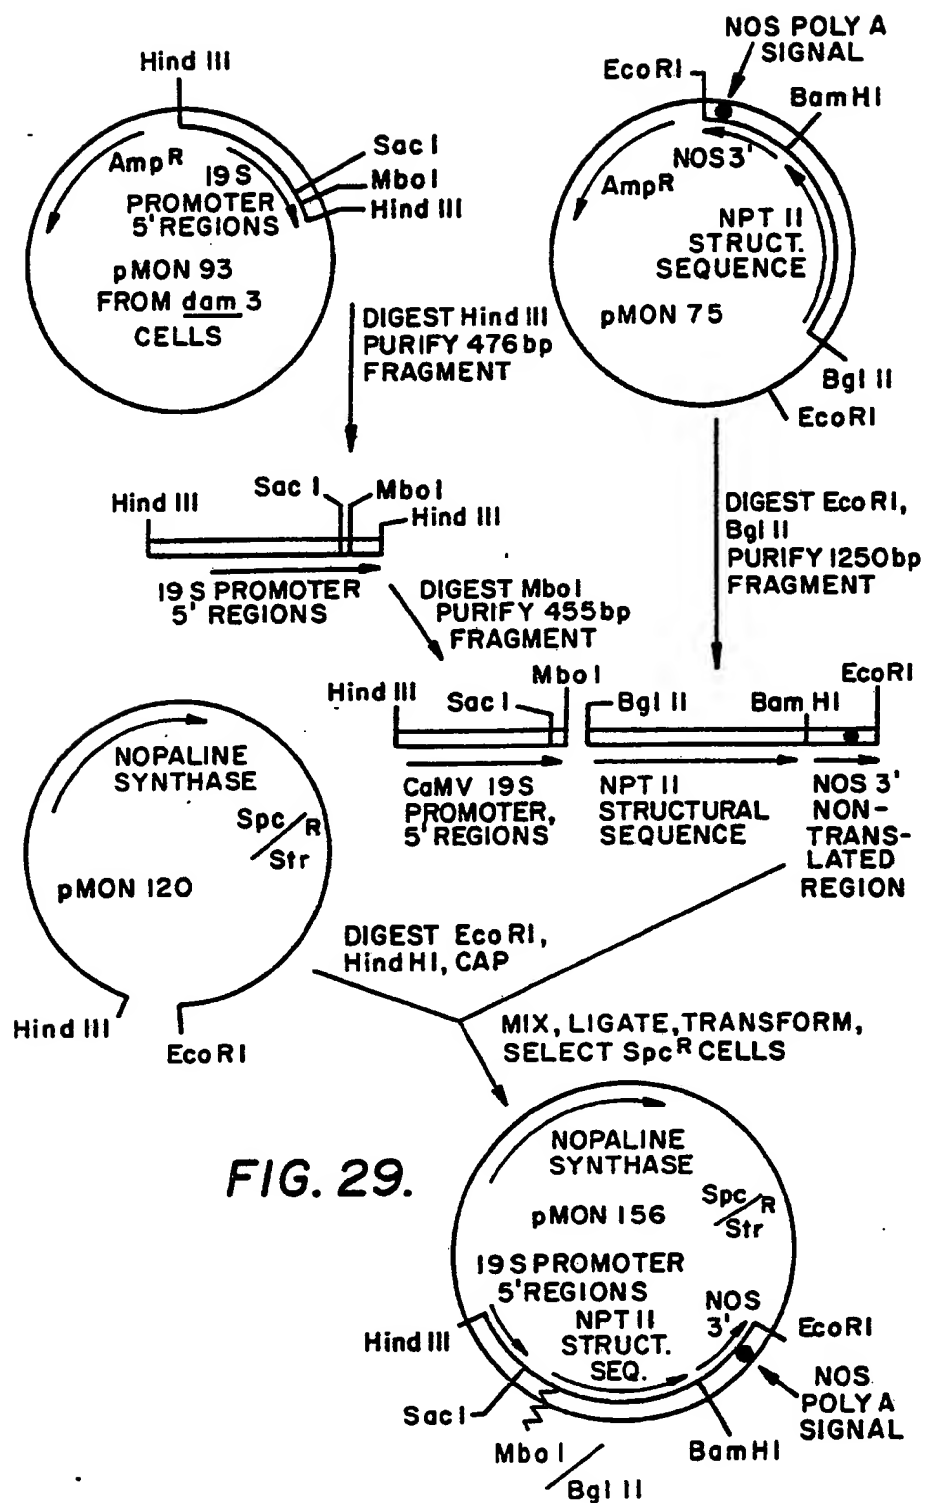 Hind III
Sac I
Mbo I
Hind III
AmpR
19S
PROMOTER
5' REGIONS
pMON 93
FROM dam 3
CELLS
NOS POLY A
SIGNAL
EcoRI
BamHI
NOS 3'
AmpR
NPT II
STRUCT.
SEQUENCE
pMON 75
Bgl II
EcoRI
DIGEST Hind III
PURIFY 476bp
FRAGMENT
Hind III
Sac I
Mbo I
Hind III
19S PROMOTER
5' REGIONS
DIGEST MboI
PURIFY 455bp
FRAGMENT
DIGEST EcoRI,
Bgl II
PURIFY 1250bp
FRAGMENT
Hind III
Sac I
Mbo I
Bgl II
BamHI
EcoRI
CaMV 19S
PROMOTER,
5' REGIONS
NPT II
STRUCTURAL
SEQUENCE
NOS 3'
NON-
TRANS-
LATED
REGION
NOPALINE
SYNTHASE
Spc/StrR
pMON 120
Hind III
EcoRI
DIGEST EcoRI,
Hind HI, CAP
MIX, LIGATE, TRANSFORM,
SELECT SpcR CELLS
FIG. 29.
NOPALINE
SYNTHASE
Spc/StrR
pMON 156
19S PROMOTER
5' REGIONS
NPT II
STRUCT.
SEQ.
NOS
3'
Hind III
Sac I
Mbo I/Bgl II
BamHI
EcoRI
NOS
POLY A
SIGNAL